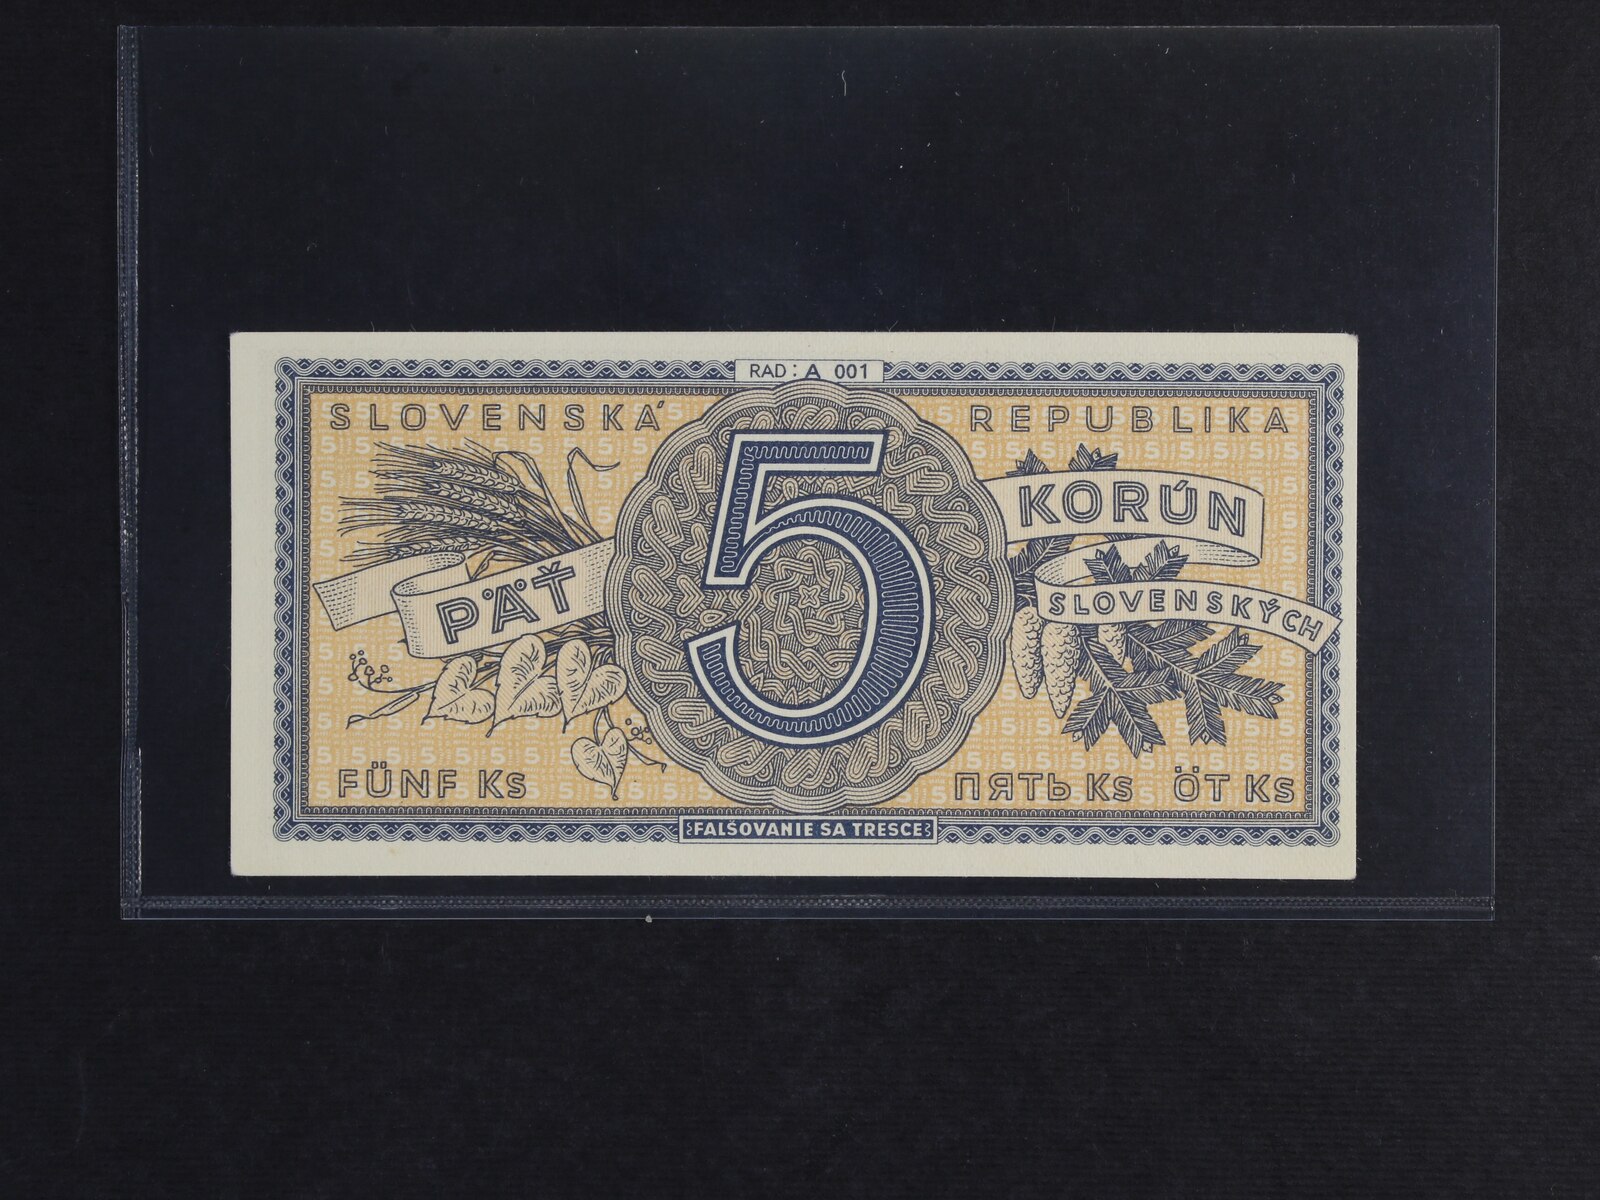 RAD: A 001
SLOVENSKÁ REPUBLIKA
5
PÄŤ
KORÚN
SLOVENSKÝCH
FÜNF Ks
ПЯТЬ Ks ÖT Ks
FALŠOVANIE SA TRESCE